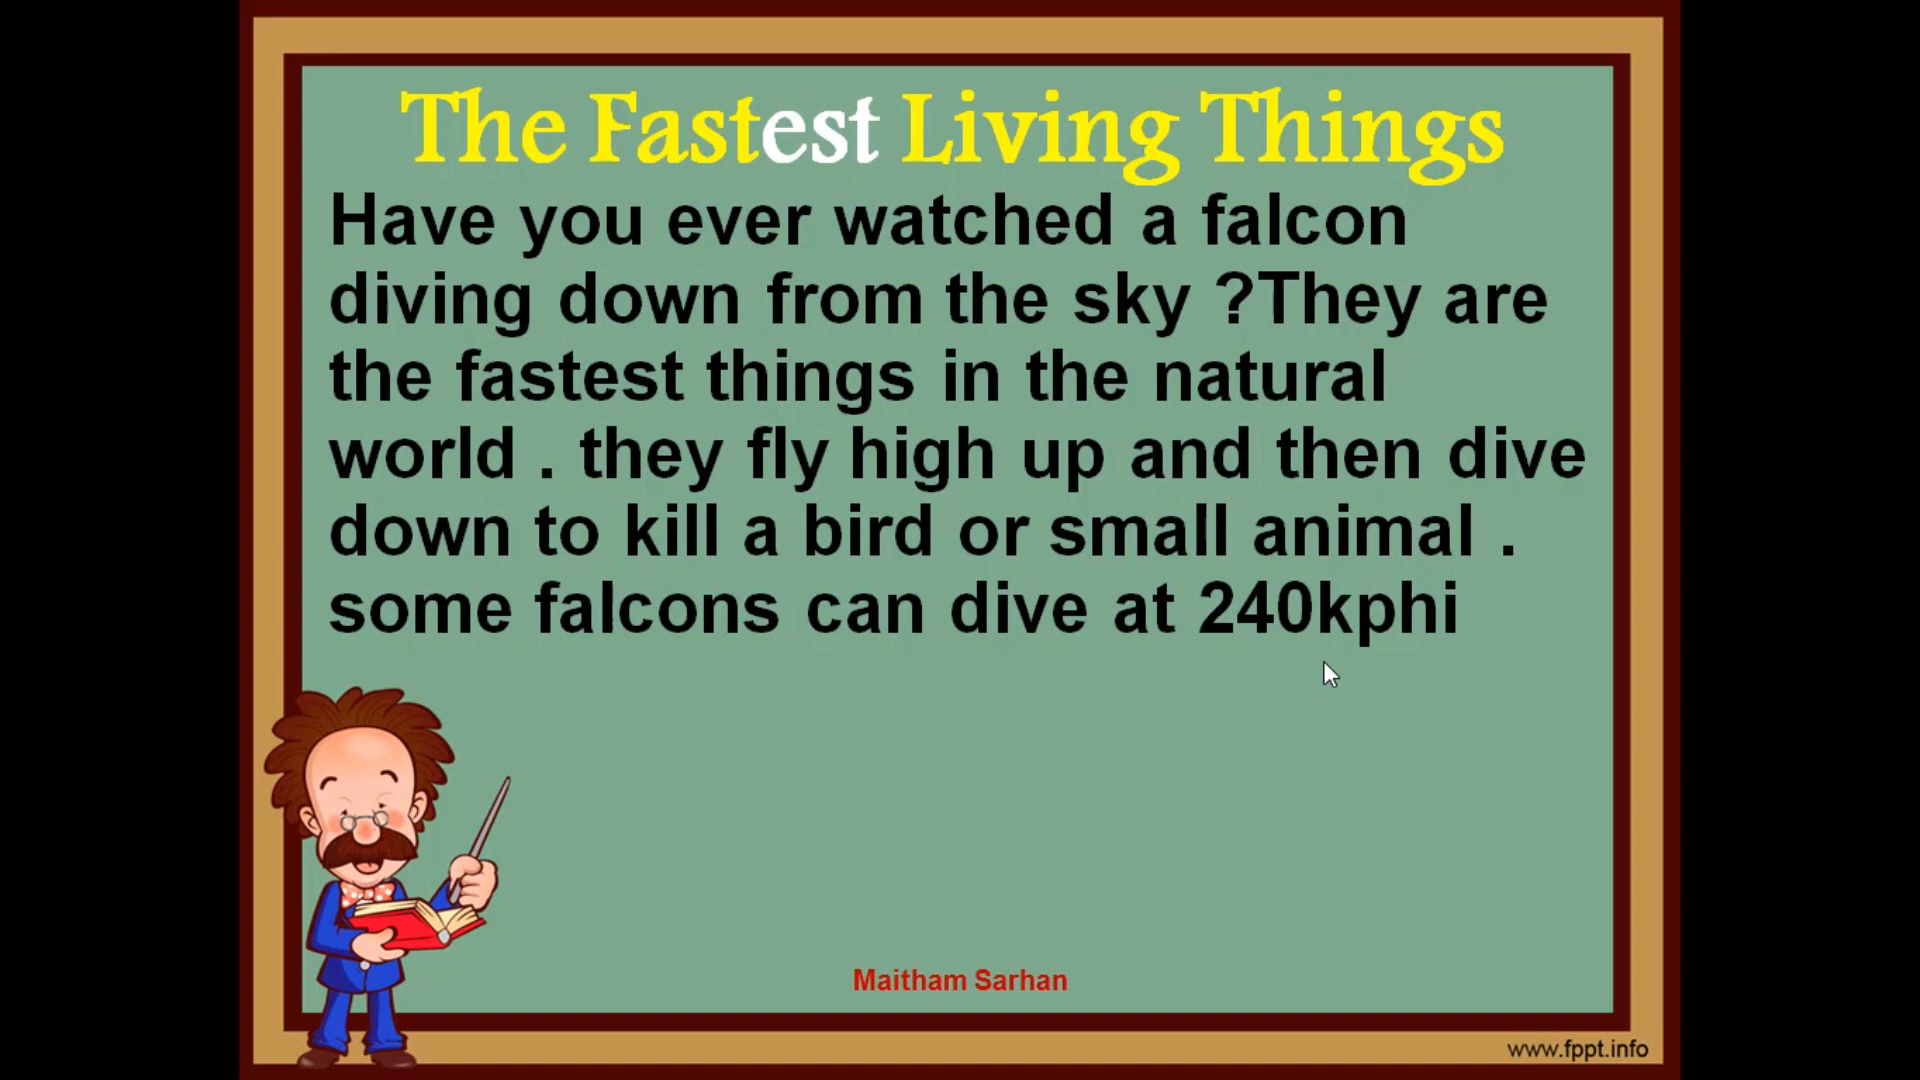 The Fastest Living Things
Have you ever watched a falcon
diving down from the sky ?They are
the fastest things in the natural
world . they fly high up and then dive
down to kill a bird or small animal .
some falcons can dive at 240kphi
Maitham Sarhan
www.fppt.info